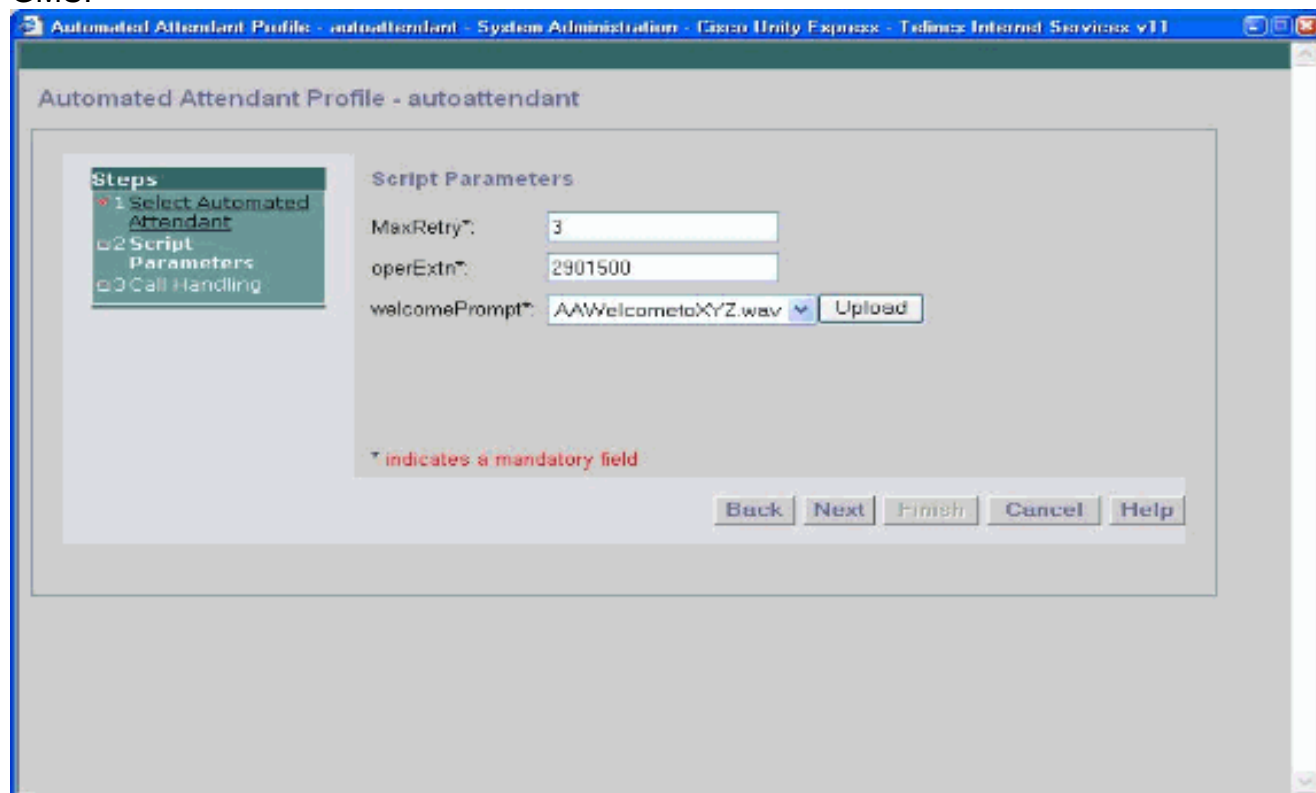 Automated Attendant Profile - autoattendant - System Administration - Cisco Unity Express - Telinex Internet Services v11
Automated Attendant Profile - autoattendant
Steps
1 Select Automated
Attendant
2 Script
Parameters
3 Call Handling
Script Parameters
MaxRetry*: 3
operExtn*: 2901500
welcomePrompt*: AAWelcometoXYZ.wav Upload
* indicates a mandatory field
Back Next Finish Cancel Help